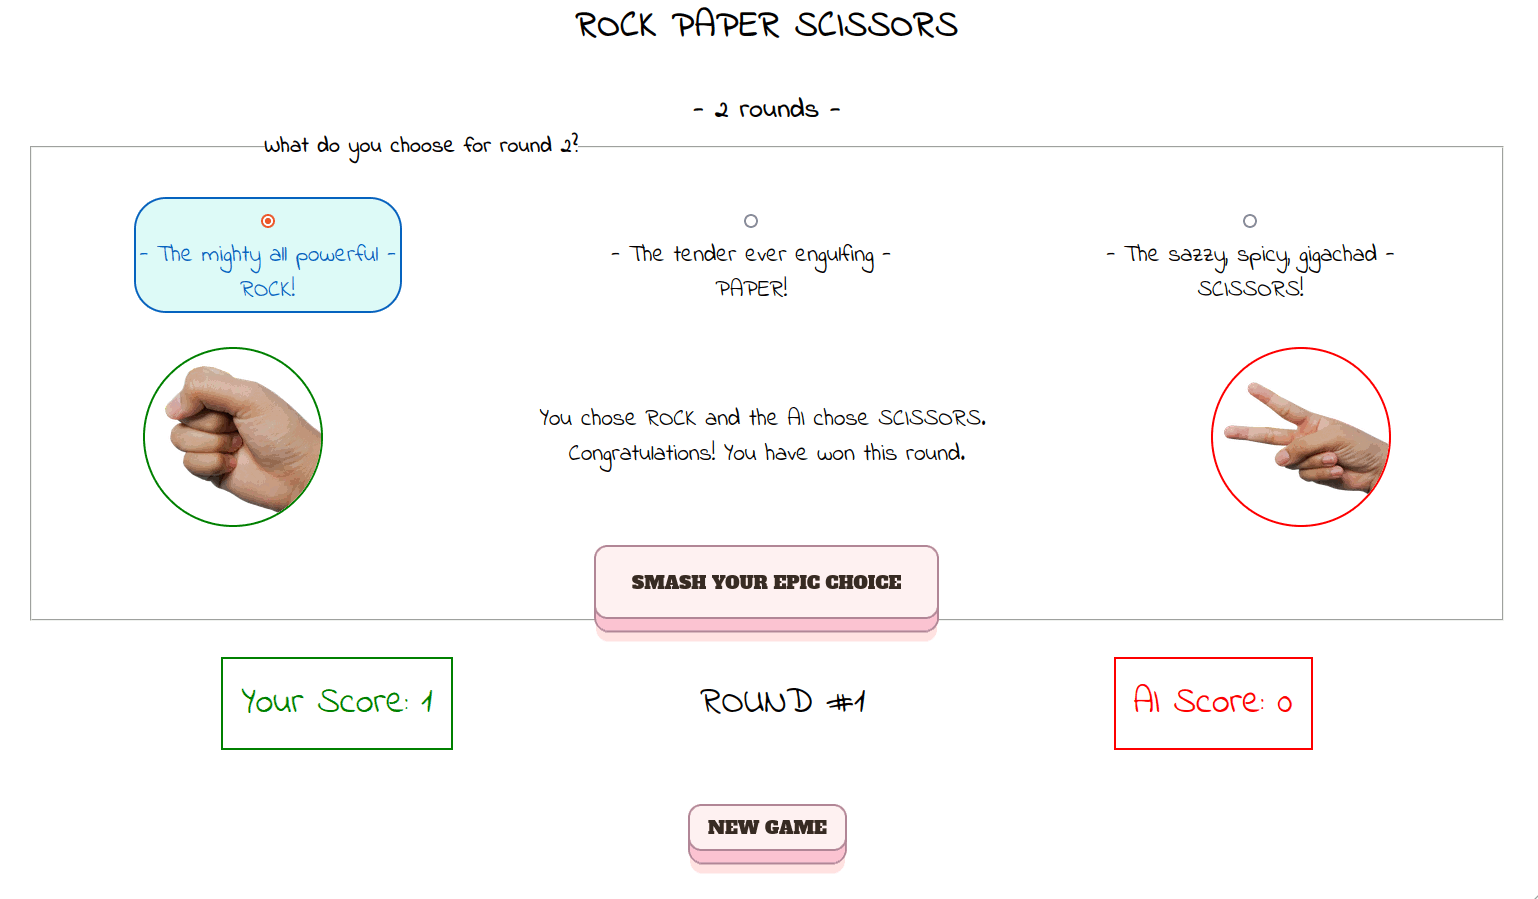 ROCK PAPER SCISSORS
- 2 rounds -
What do you choose for round 2?
- The mighty all powerful -
ROCK!
- The tender ever engulfing -
PAPER!
- The sazzy, spicy, gigachad -
SCISSORS!
You chose ROCK and the AI chose SCISSORS.
Congratulations! You have won this round.
SMASH YOUR EPIC CHOICE
Your Score: 1
ROUND #1
AI Score: 0
NEW GAME